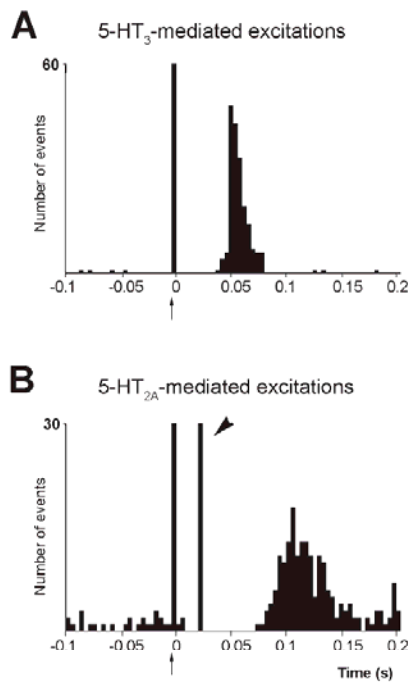 A
5-HT3-mediated excitations
60
Number of events
-0.1 -0.05 0 0.05 0.1 0.15 0.2
B
5-HT2A-mediated excitations
30
Number of events
-0.1 -0.05 0 0.05 0.1 0.15 0.2
Time (s)